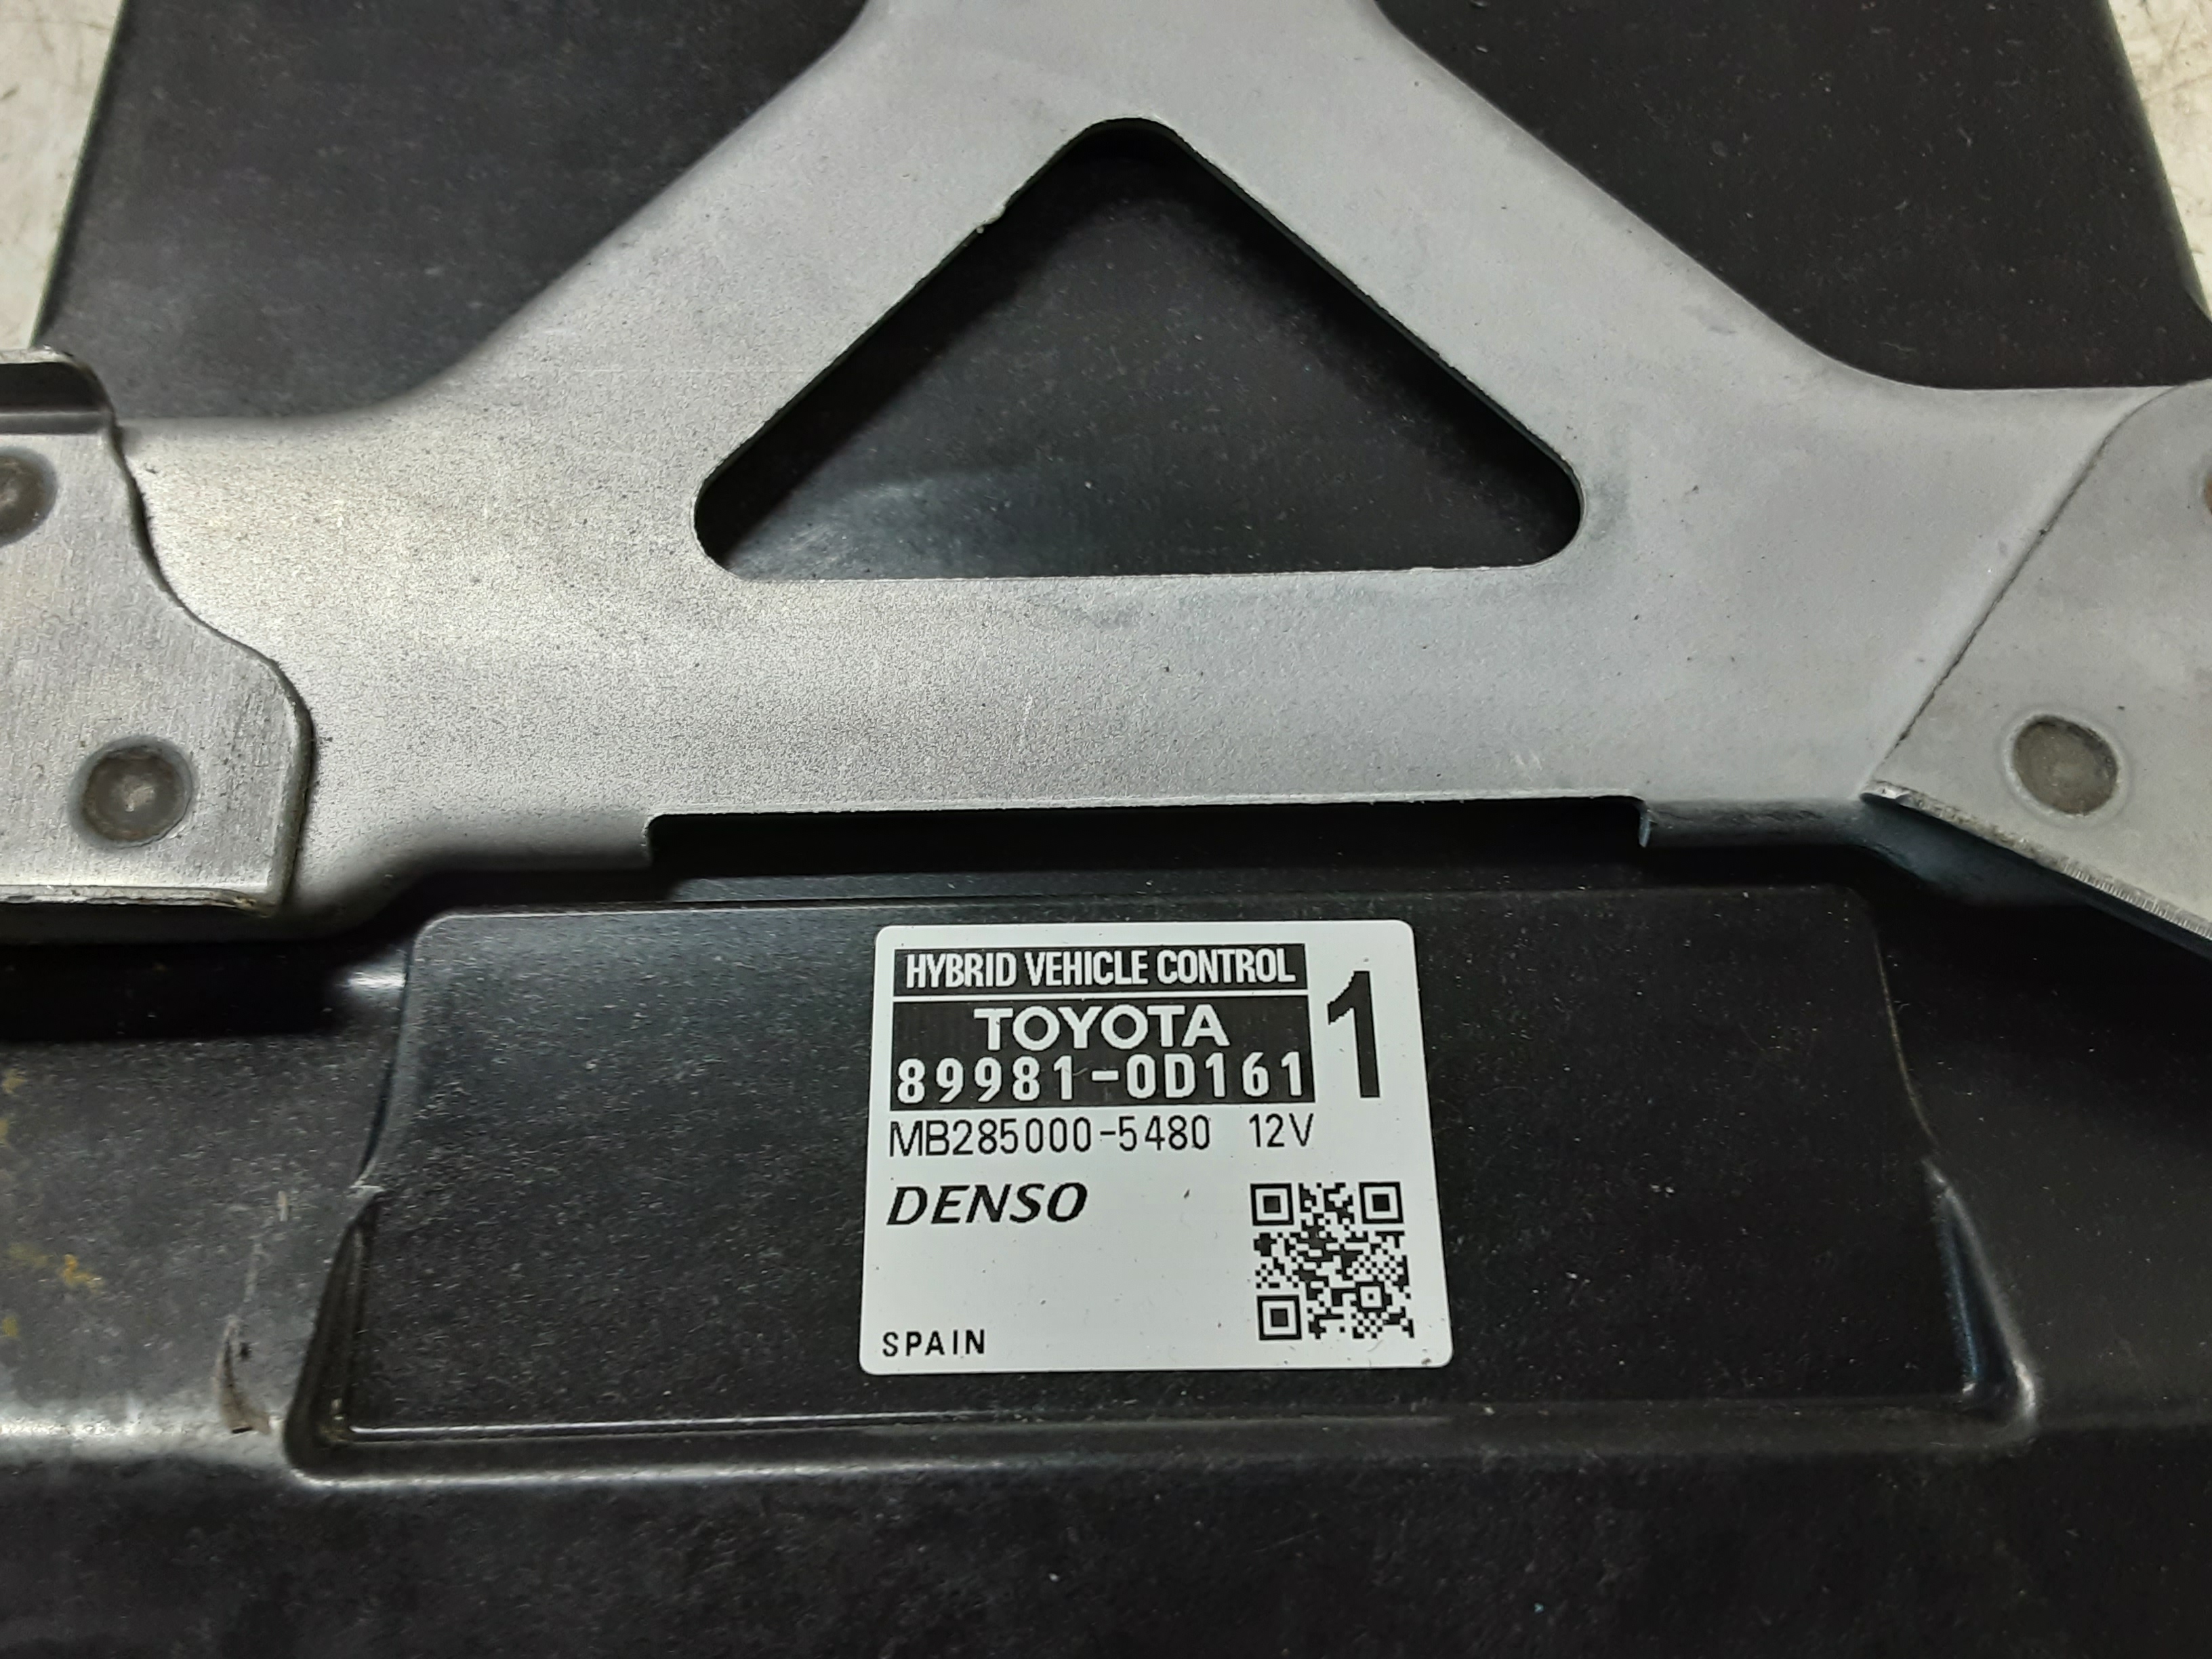 HYBRID VEHICLE CONTROL
TOYOTA
89981-0D161
1
MB285000-5480 12V
DENSO
SPAIN